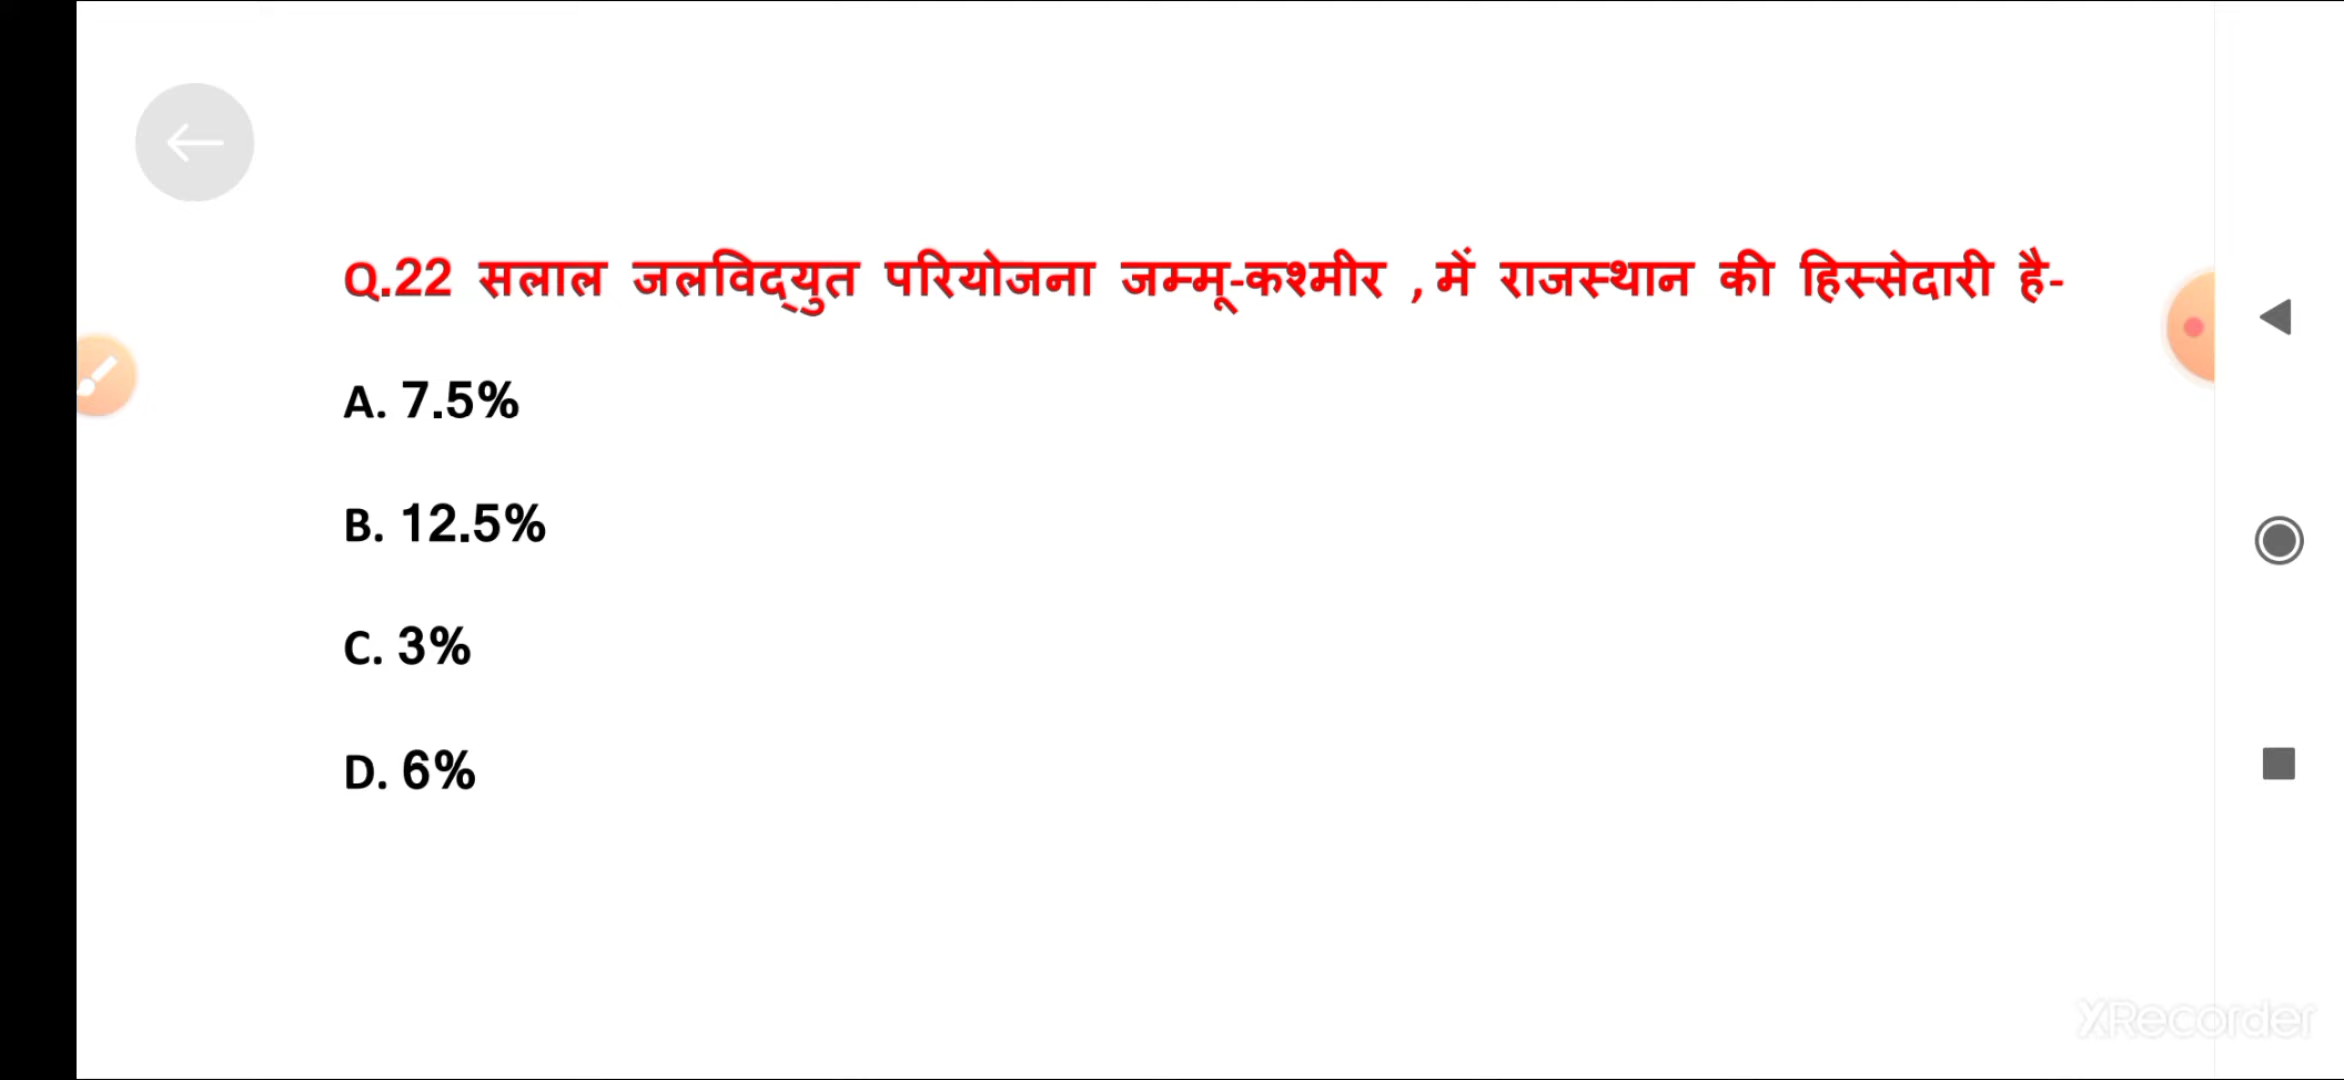 Q.22 सलाल जलविद्युत परियोजना जम्मू-कश्मीर , में राजस्थान की हिस्सेदारी है-
A. 7.5%
B. 12.5%
C. 3%
D. 6%
XRecorder